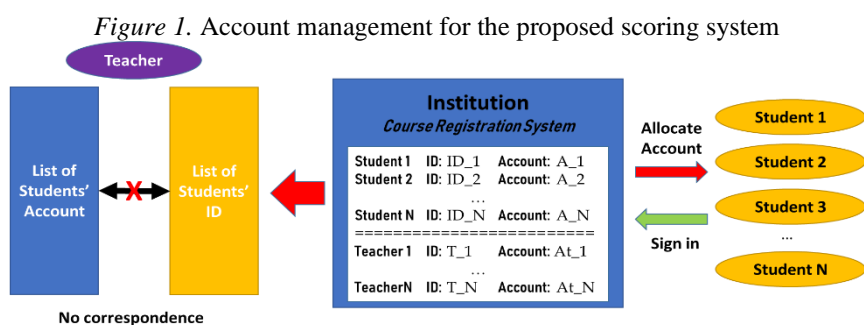 Figure 1. Account management for the proposed scoring system
Teacher
List of
Students’
Account
X
List of
Students’
ID
No correspondence
Institution
Course Registration System
Student 1 ID: ID_1 Account: A_1
Student 2 ID: ID_2 Account: A_2
...
Student N ID: ID_N Account: A_N
=========================
Teacher 1 ID: T_1 Account: At_1
...
TeacherN ID: T_N Account: At_N
Allocate
Account
Sign in
Student 1
Student 2
Student 3
...
Student N